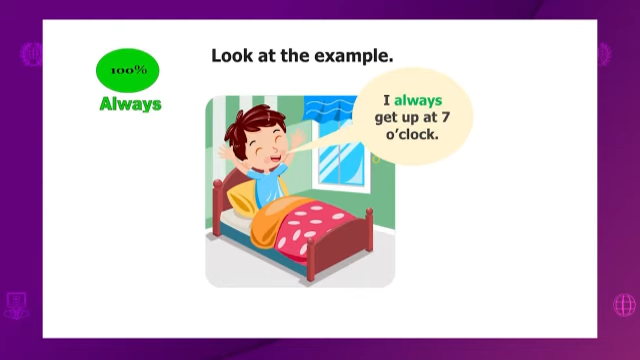 Look at the example.
100%
Always
I always
get up at 7
o’clock.